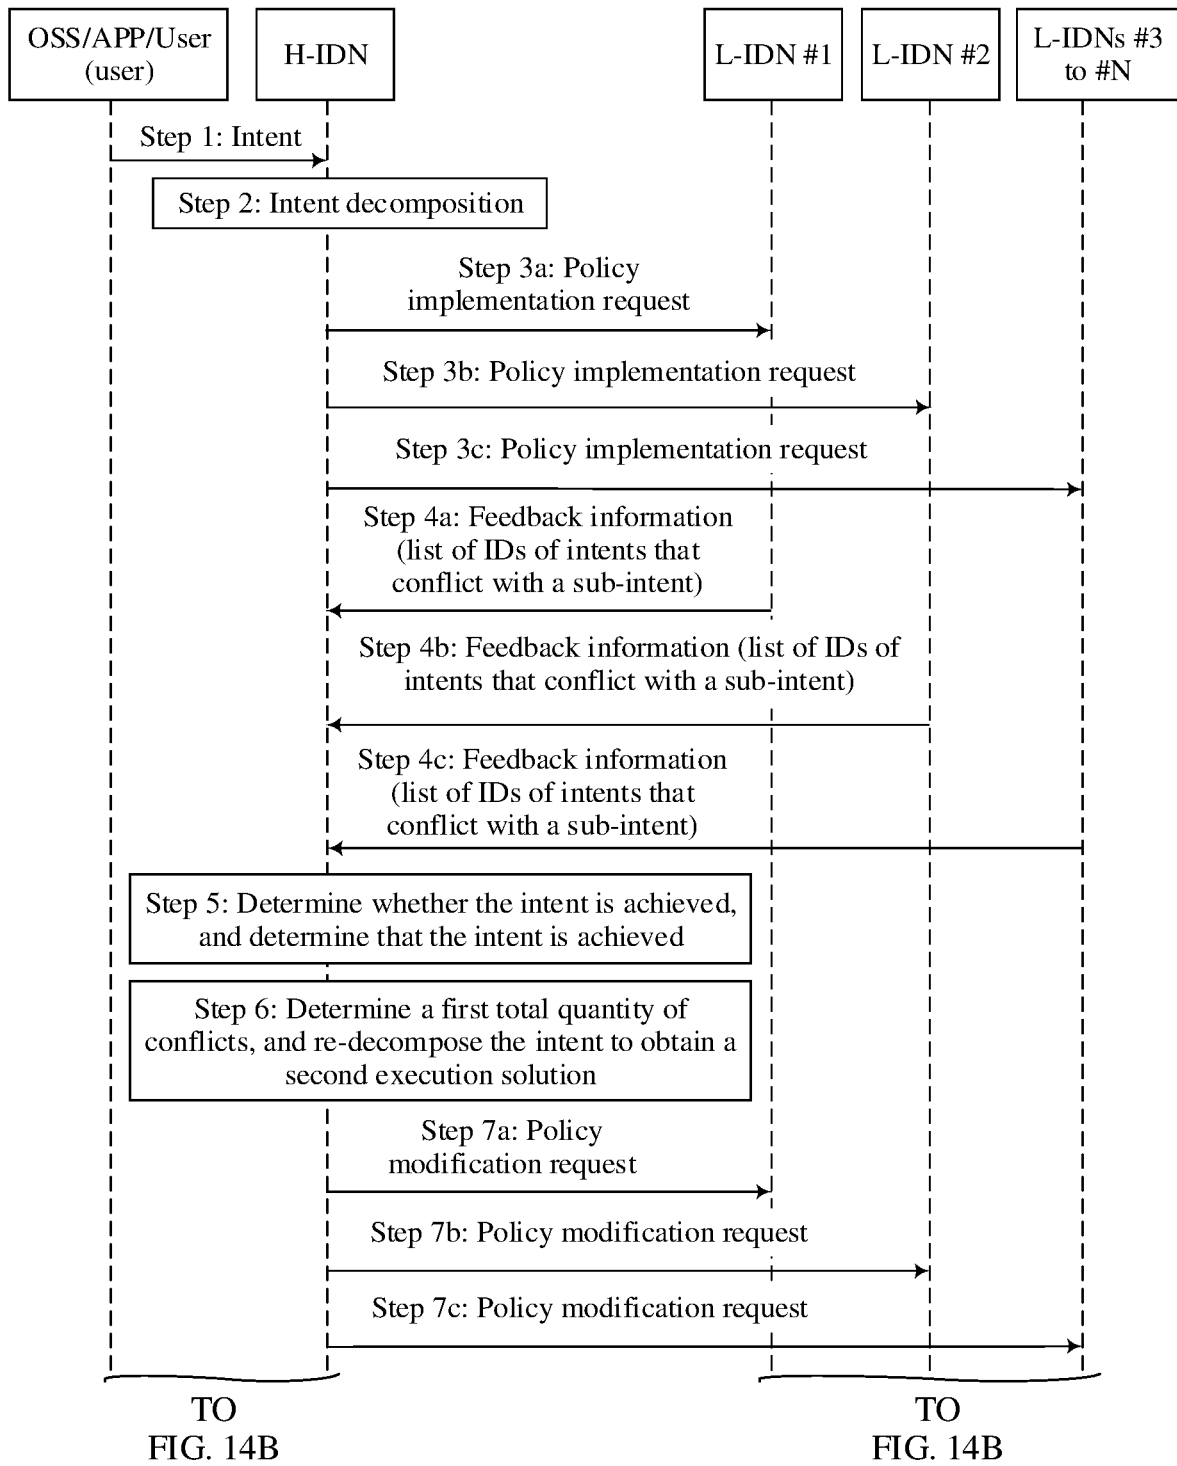 OSS/APP/User
(user)
H-IDN
L-IDN #1
L-IDN #2
L-IDNs #3
to #N
Step 1: Intent
Step 2: Intent decomposition
Step 3a: Policy
implementation request
Step 3b: Policy implementation request
Step 3c: Policy implementation request
Step 4a: Feedback information
(list of IDs of intents that
conflict with a sub-intent)
Step 4b: Feedback information (list of IDs of
intents that conflict with a sub-intent)
Step 4c: Feedback information
(list of IDs of intents that
conflict with a sub-intent)
Step 5: Determine whether the intent is achieved,
and determine that the intent is achieved
Step 6: Determine a first total quantity of
conflicts, and re-decompose the intent to obtain a
second execution solution
Step 7a: Policy
modification request
Step 7b: Policy modification request
Step 7c: Policy modification request
TO
FIG. 14B
TO
FIG. 14B